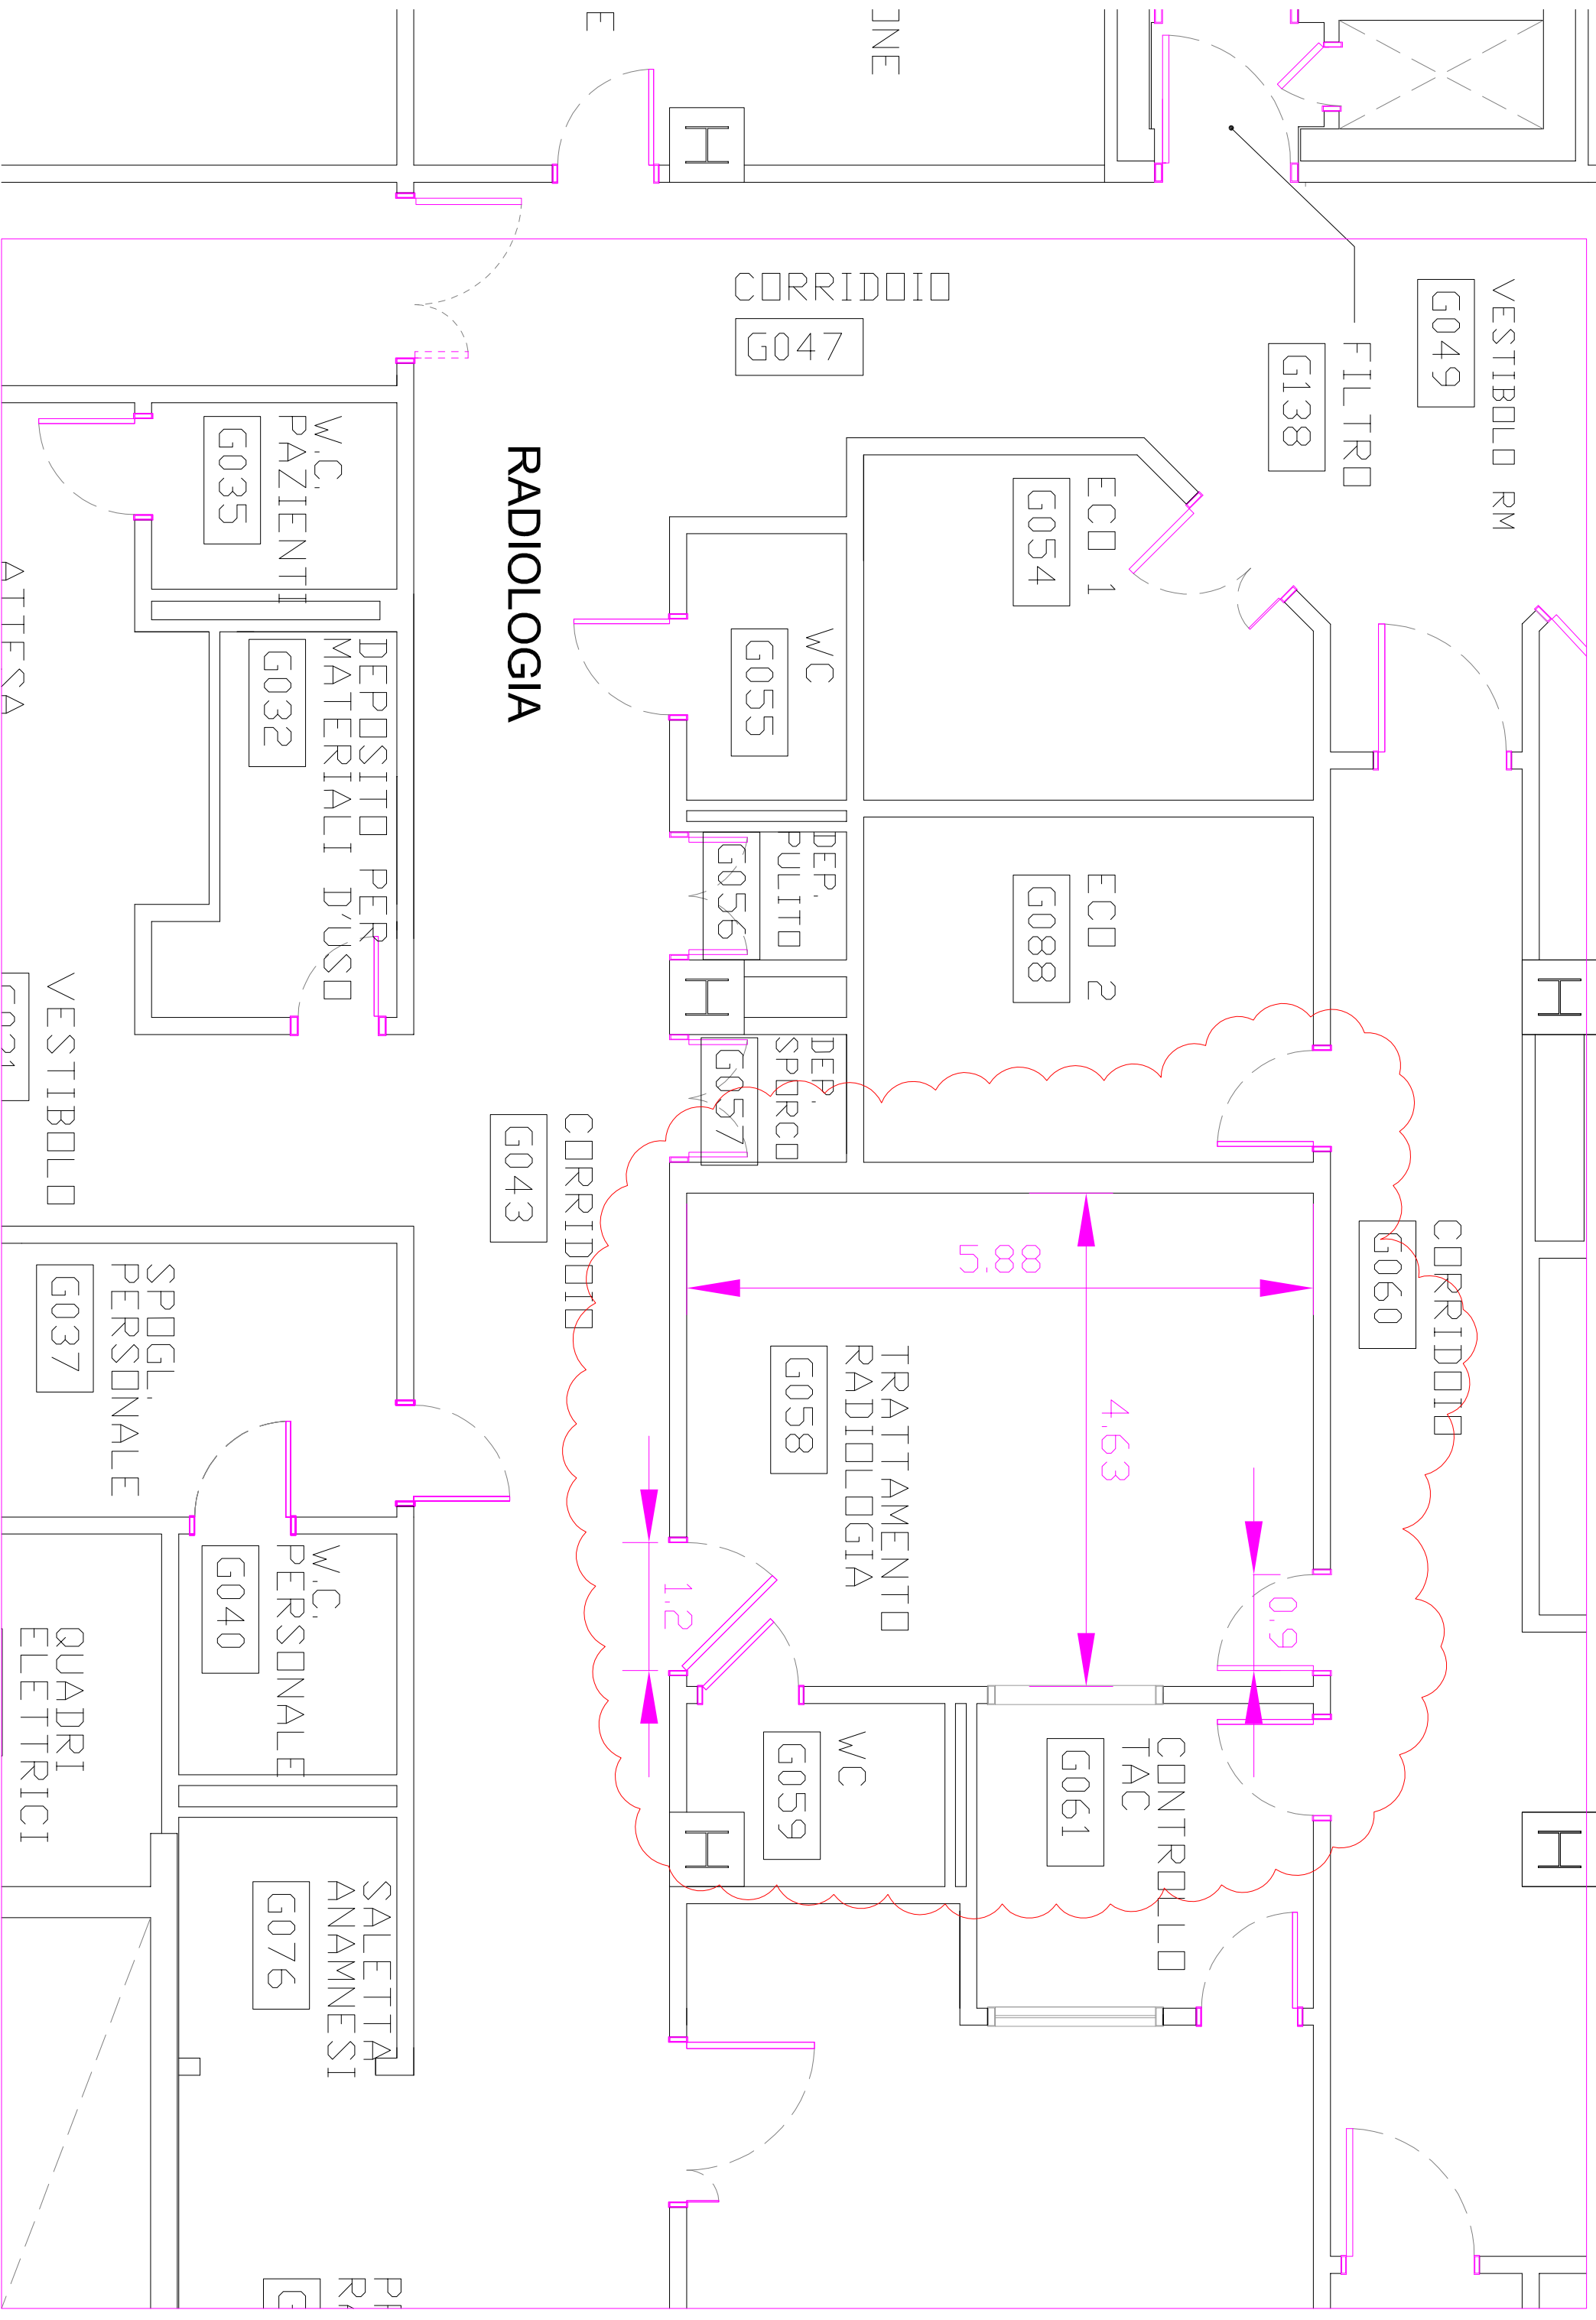 VESTIBOLO RM
G049
FILTRO
G138
CORRIDOIO
G047
ECO 1
G054
WC
G055
RADIOLOGIA
W.C.
PAZIENTI
G035
DEPOSITO PER
MATERIALI D'USO
G032
DEP.
PULITO
G056
ECO 2
G088
H
H
H
DEP.
SPORCO
G057
VESTIBOLO
CORRIDOIO
G043
CORRIDOIO
G060
5.88
4.63
TRATTAMENTO
RADIOLOGIA
G058
1.2
0.9
SPOGL.
PERSONALE
G037
W.C.
PERSONALE
G040
QUADRI
ELETTRICI
WC
G059
CONTROLLO
TAC
G061
H
H
SALETTA
ANAMNESI
G076